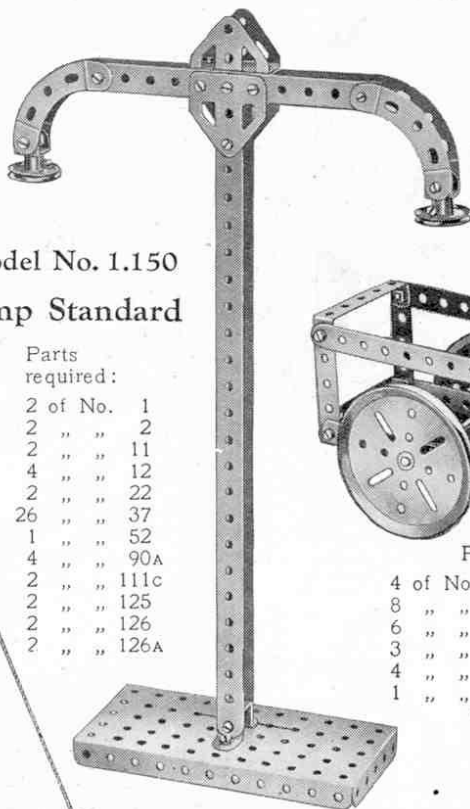 odel No. 1.150
mp Standard
Parts
required:
2 of No. 1
2 „ „ 2
2 „ „ 11
4 „ „ 12
2 „ „ 22
26 „ „ 37
1 „ „ 52
4 „ „ 90A
2 „ „ 111c
2 „ „ 125
2 „ „ 126
2 „ „ 126A
P
4 of No
8 „ „
6 „ „
3 „ „
4 „ „
1 „ „